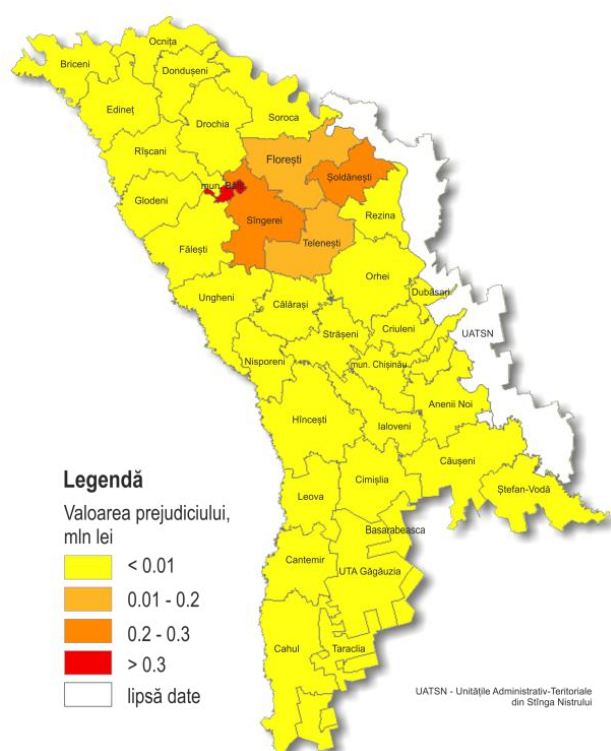 Ocnița
Briceni
Dondușeni
Edineț
Drochia
Soroca
Rîșcani
Florești
Șoldănești
mun. Băl
Glodeni
Sîngerei
Rezina
Telenești
Fălești
Orhei
Ungheni
Călărași
Dubăsari
Criuleni
Strășeni
UATSN
Nisporeni
mun. Chișinău
Anenii Noi
Hîncești
Ialoveni
Căușeni
Cimișlia
Ștefan-Vodă
Leova
Basarabeasca
Cantemir
UTA Găgăuzia
Cahul
Taraclia
Legendă
Valoarea prejudiciului,
mln lei
< 0.01
0.01 - 0.2
0.2 - 0.3
> 0.3
lipsă date
UATSN - Unitățile Administrativ-Teritoriale
din Stînga Nistrului